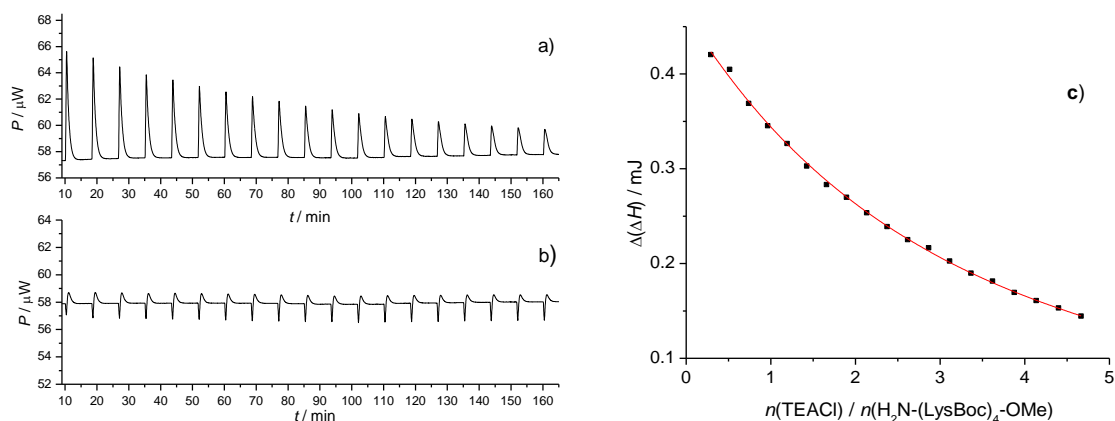 68
66
64
62
60
58
56
P / μW
a)
10 20 30 40 50 60 70 80 90 100 110 120 130 140 150 160
t / min
64
62
60
58
56
54
52
P / μW
b)
10 20 30 40 50 60 70 80 90 100 110 120 130 140 150 160
t / min
c)
0.4
0.3
0.2
0.1
Δ(ΔH) / mJ
0 1 2 3 4 5
n(TEACl) / n(H₂N-(LysBoc)₄-OMe)